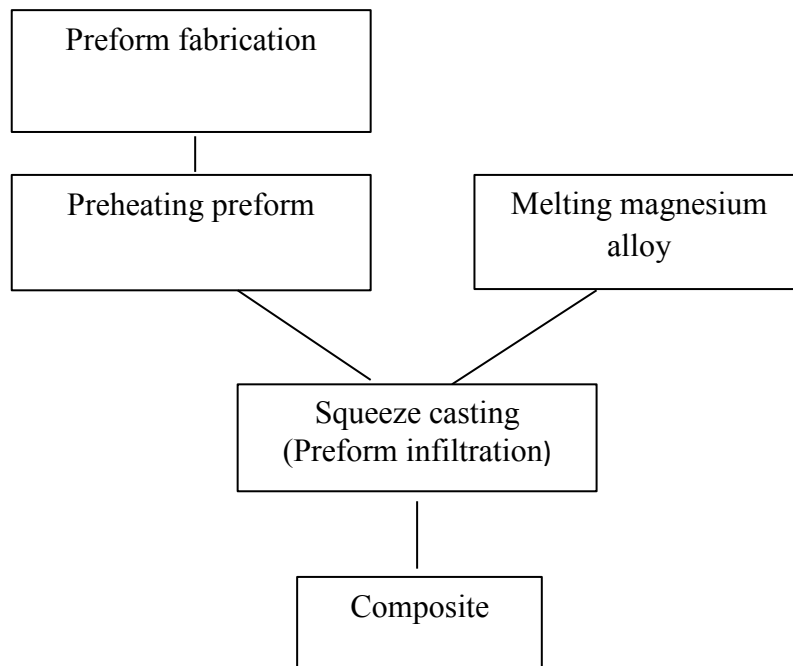 Preform fabrication
Preheating preform
Melting magnesium
alloy
Squeeze casting
(Preform infiltration)
Composite